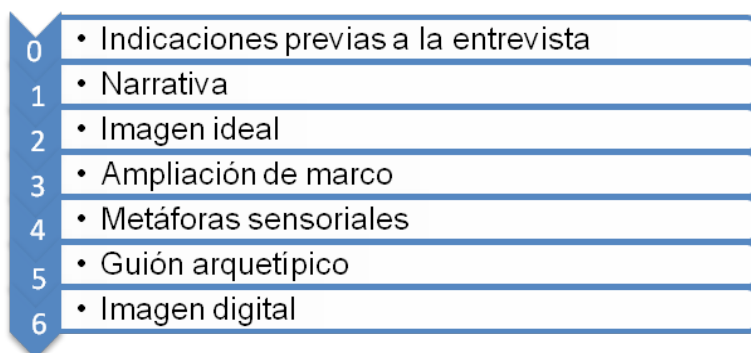 0 • Indicaciones previas a la entrevista
1 • Narrativa
2 • Imagen ideal
3 • Ampliación de marco
4 • Metáforas sensoriales
5 • Guión arquetípico
6 • Imagen digital